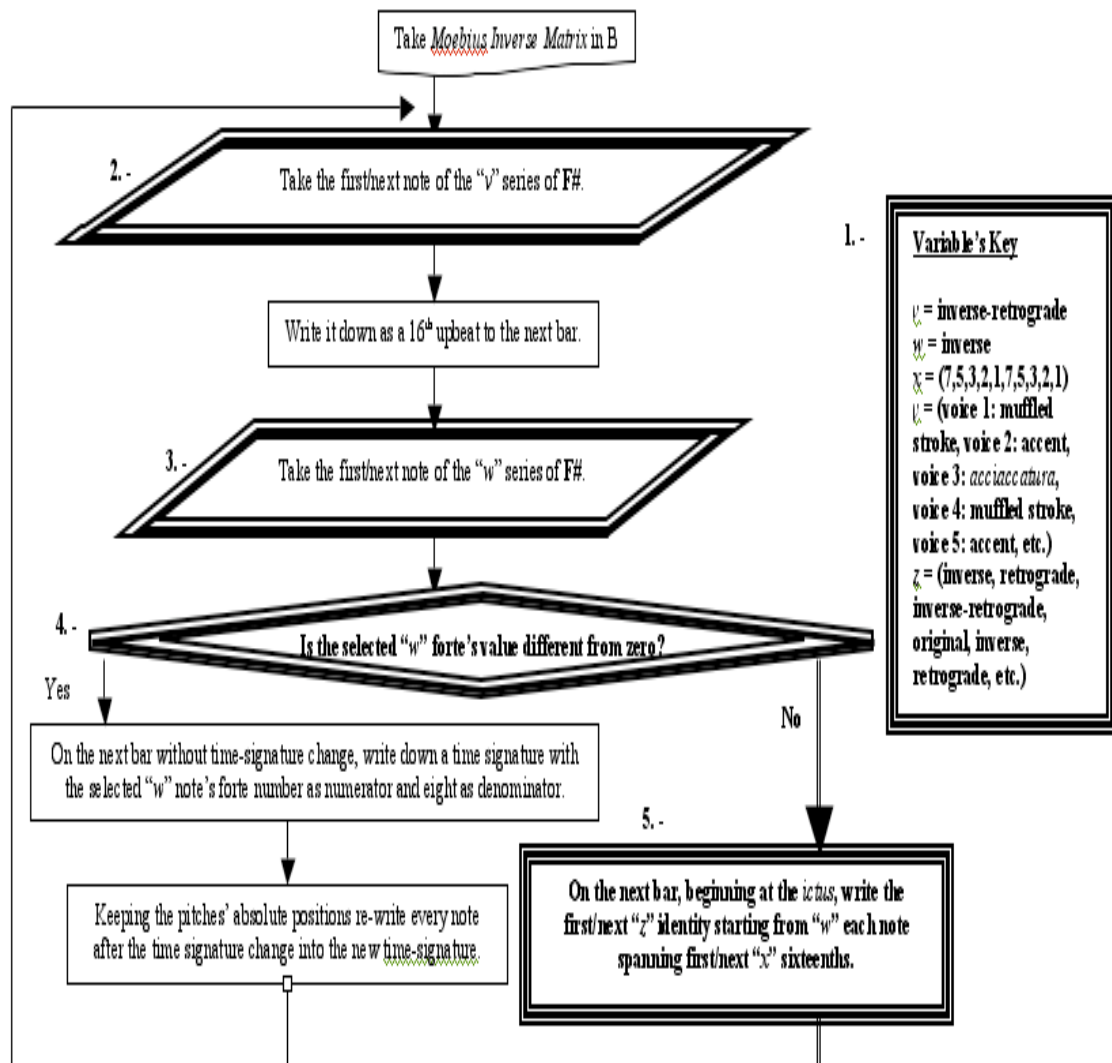 Take Moebius Inverse Matrix in B
2. -
Take the first/next note of the “v” series of F#.
Write it down as a 16th upbeat to the next bar.
3. -
Take the first/next note of the “w” series of F#.
4. -
Is the selected “w” forte’s value different from zero?
Yes
No
On the next bar without time-signature change, write down a time signature with
the selected “w” note’s forte number as numerator and eight as denominator.
Keeping the pitches’ absolute positions re-write every note
after the time signature change into the new time-signature.
5. -
On the next bar, beginning at the ictus, write the
first/next “z” identity starting from “w” each note
spanning first/next “x” sixteenths.
1. -
Variable’s Key
v = inverse-retrograde
w = inverse
x = (7,5,3,2,1,7,5,3,2,1)
y = (voice 1: muffled
stroke, voice 2: accent,
voice 3: acciaccatura,
voice 4: muffled stroke,
voice 5: accent, etc.)
z = (inverse, retrograde,
inverse-retrograde,
original, inverse,
retrograde, etc.)